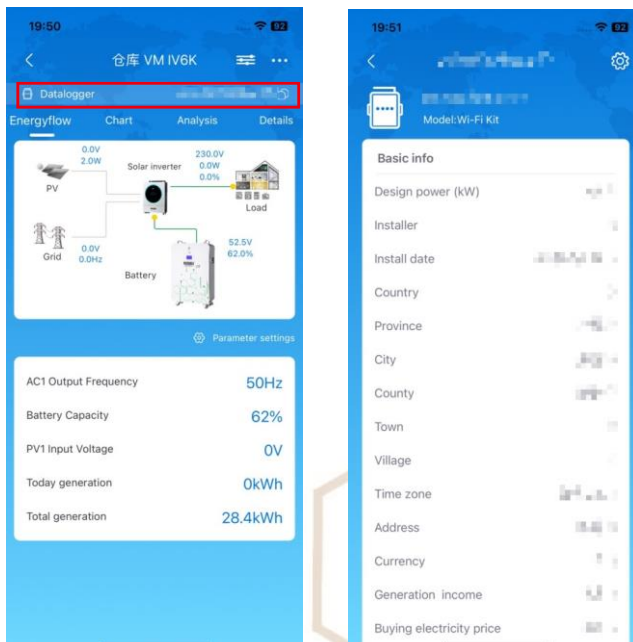 19:50
92
仓库 VM IV6K
Datalogger
Energyflow Chart Analysis Details
0.0V
2.0W
PV
Solar inverter
230.0V
0.0W
0.0%
Load
Grid
0.0V
0.0Hz
Battery
52.5V
62.0%
Parameter settings
AC1 Output Frequency 50Hz
Battery Capacity 62%
PV1 Input Voltage 0V
Today generation 0kWh
Total generation 28.4kWh
19:51
92
Model:Wi-Fi Kit
Basic info
Design power (kW)
Installer
Install date
Country
Province
City
County
Town
Village
Time zone
Address
Currency
Generation income
Buying electricity price